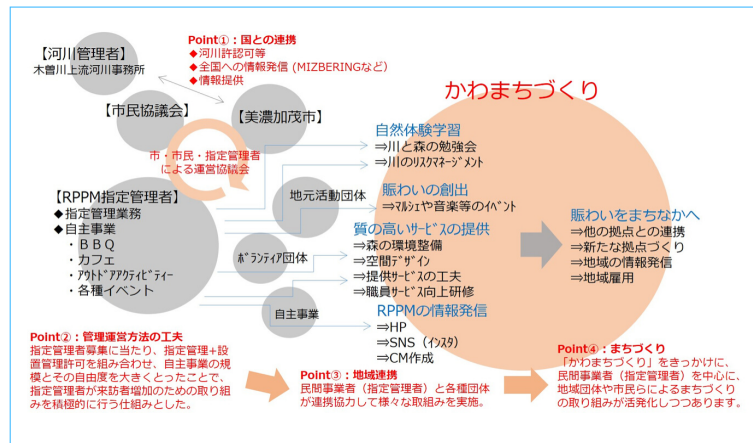 Point①：国との連携
◆河川許認可等
◆全国への情報発信 (MIZBERINGなど)
◆情報提供
【河川管理者】
木曽川上流河川事務所
【市民協議会】
【美濃加茂市】
市・市民・指定管理者
による運営協議会
【RPPM指定管理者】
◆指定管理業務
◆自主事業
・ＢＢＱ
・カフェ
・ｱｳﾄﾄﾞｱｱｸﾃｨﾋﾞﾃｨｰ
・各種イベント
地元活動団体
ﾎﾞﾗﾝﾃｨｱ団体
自主事業
かわまちづくり
自然体験学習
⇒川と森の勉強会
⇒川のﾘｽｸﾏﾈｰｼﾞﾒﾝﾄ
賑わいの創出
⇒ﾏﾙｼｪや音楽等のイベント
質の高いサービスの提供
⇒森の環境整備
⇒空間デザイン
⇒提供サービスの工夫
⇒職員サービス向上研修
RPPMの情報発信
⇒HP
⇒SNS（ｲﾝｽﾀ）
⇒CM作成
賑わいをまちなかへ
⇒他の拠点との連携
⇒新たな拠点づくり
⇒地域の情報発信
⇒地域雇用
Point②：管理運営方法の工夫
指定管理者募集に当たり、指定管理+設
置管理許可を組み合わせ、自主事業の規
模とその自由度を大きくとったことで、
指定管理者が来訪者増加のための取り組
みを積極的に行う仕組みとした。
Point③：地域連携
民間事業者（指定管理者）と各種団体
が連携協力して様々な取組みを実施。
Point④：まちづくり
「かわまちづくり」をきっかけに、
民間事業者（指定管理者）を中心に、
地域団体や市民らによるまちづくり
の取り組みが活発化しつつあります。